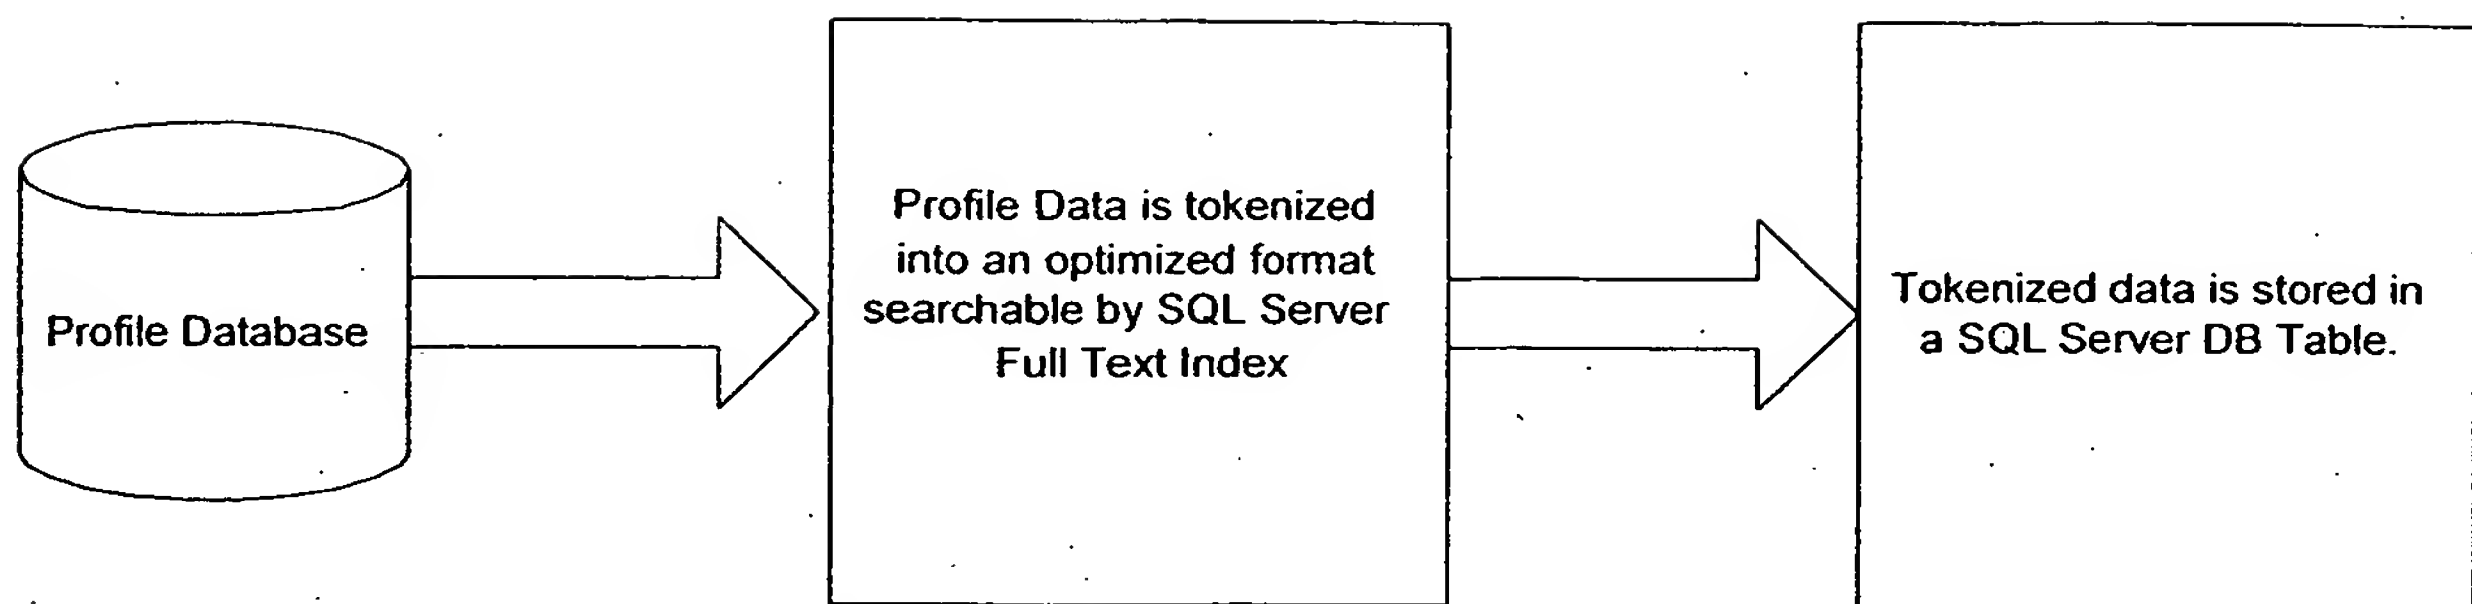 Profile Database
Profile Data is tokenized
into an optimized format
searchable by SQL Server
Full Text Index
Tokenized data is stored in
a SQL Server DB Table.